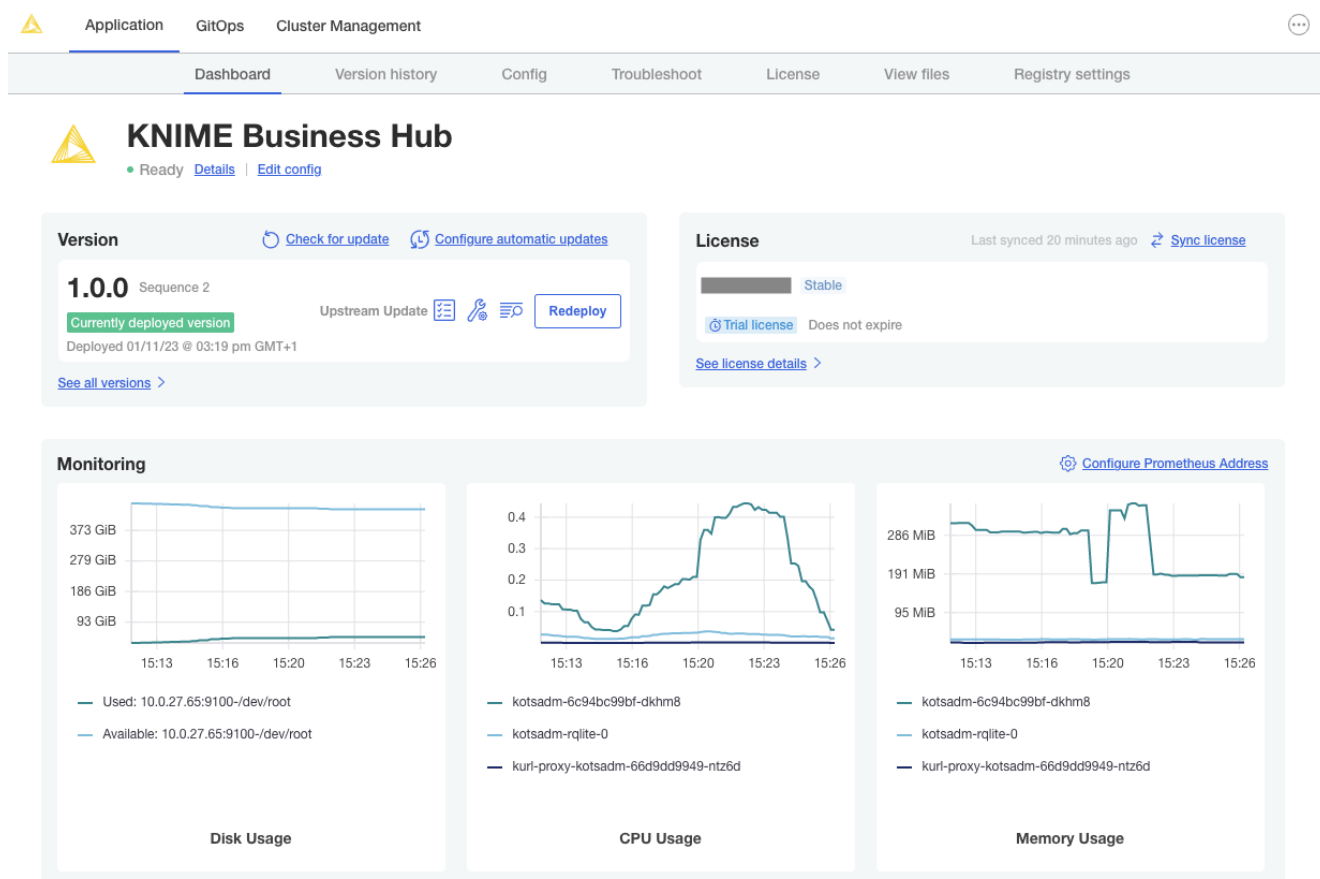 Application GitOps Cluster Management
Dashboard Version history Config Troubleshoot License View files Registry settings
KNIME Business Hub
Ready Details | Edit config
Version Check for update Configure automatic updates
1.0.0 Sequence 2
Currently deployed version
Deployed 01/11/23 @ 03:19 pm GMT+1
Upstream Update Redeploy
See all versions
License Last synced 20 minutes ago Sync license
Stable
Trial license Does not expire
See license details
Monitoring Configure Prometheus Address
373 GiB
279 GiB
186 GiB
93 GiB
15:13 15:16 15:20 15:23 15:26
Used: 10.0.27.65:9100-/dev/root
Available: 10.0.27.65:9100-/dev/root
Disk Usage
0.4
0.3
0.2
0.1
15:13 15:16 15:20 15:23 15:26
kotsadm-6c94bc99bf-dkhm8
kotsadm-rqlite-0
kurl-proxy-kotsadm-66d9dd9949-ntz6d
CPU Usage
286 MiB
191 MiB
95 MiB
15:13 15:16 15:20 15:23 15:26
kotsadm-6c94bc99bf-dkhm8
kotsadm-rqlite-0
kurl-proxy-kotsadm-66d9dd9949-ntz6d
Memory Usage